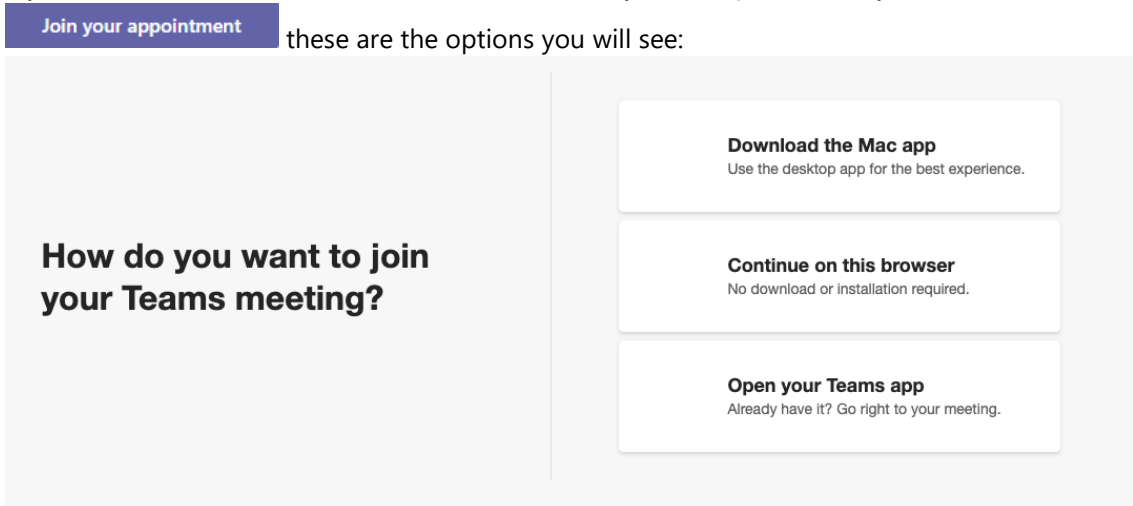 Join your appointment these are the options you will see:
How do you want to join
your Teams meeting?
Download the Mac app
Use the desktop app for the best experience.
Continue on this browser
No download or installation required.
Open your Teams app
Already have it? Go right to your meeting.